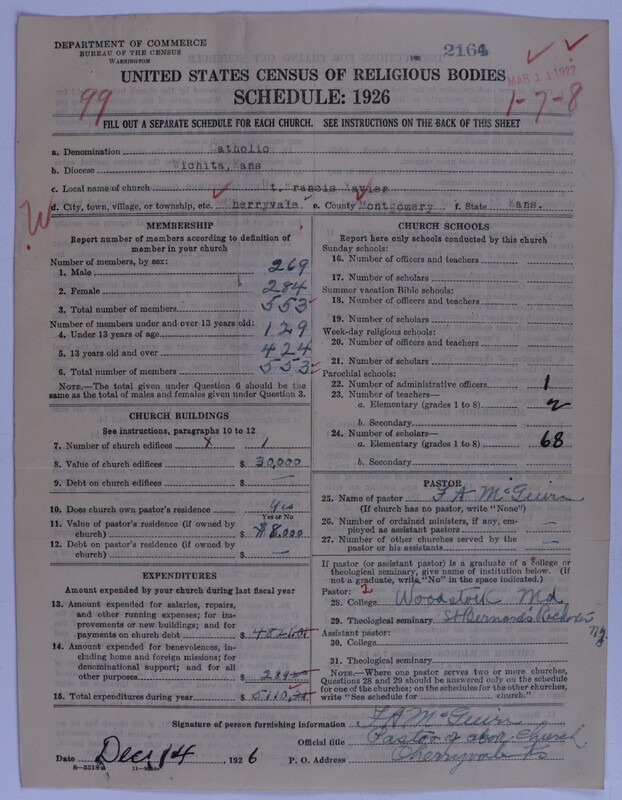 DEPARTMENT OF COMMERCE
BUREAU OF THE CENSUS
WASHINGTON
2164
MAR 11 1927
UNITED STATES CENSUS OF RELIGIOUS BODIES
SCHEDULE: 1926
99
1-7-8
FILL OUT A SEPARATE SCHEDULE FOR EACH CHURCH. SEE INSTRUCTIONS ON THE BACK OF THIS SHEET
a. Denomination Catholic
b. Diocese Wichita, Kans
c. Local name of church St. Francis Xavier
d. City, town, village, or township, etc. Cherryvale e. County Montgomery f. State Kans.
MEMBERSHIP
Report number of members according to definition of
member in your church
Number of members, by sex:
1. Male 269
2. Female 284
3. Total number of members 553
Number of members under and over 13 years old:
4. Under 13 years of age 129
5. 13 years old and over 424
6. Total number of members 553
NOTE.—The total given under Question 6 should be the
same as the total of males and females given under Question 3.
CHURCH BUILDINGS
See instructions, paragraphs 10 to 12
7. Number of church edifices 1
8. Value of church edifices $ 30,000
9. Debt on church edifices $ —
10. Does church own pastor's residence Yes
Yes or No
11. Value of pastor's residence (if owned by
church) $ $8,000
12. Debt on pastor's residence (if owned by
church) $ —
EXPENDITURES
Amount expended by your church during last fiscal year
13. Amount expended for salaries, repairs,
and other running expenses; for im-
provements or new buildings; and for
payments on church debt $
14. Amount expended for benevolences, in-
cluding home and foreign missions; for
denominational support; and for all
other purposes $
15. Total expenditures during year $
CHURCH SCHOOLS
Report here only schools conducted by this church
Sunday schools:
16. Number of officers and teachers
17. Number of scholars
Summer vacation Bible schools:
18. Number of officers and teachers
19. Number of scholars
Week-day religious schools:
20. Number of officers and teachers
21. Number of scholars
Parochial schools:
22. Number of administrative officers 1
23. Number of teachers—
a. Elementary (grades 1 to 8) 2
b. Secondary
24. Number of scholars—
a. Elementary (grades 1 to 8) 68
b. Secondary
PASTOR
25. Name of pastor F A McGuirn
(If church has no pastor, write "None")
26. Number of ordained ministers, if any, em-
ployed as assistant pastors —
27. Number of other churches served by the
pastor or his assistants —
If pastor (or assistant pastor) is a graduate of a college or
theological seminary, give name of institution below. (If
not a graduate, write "No" in the space indicated.)
Pastor: 2
28. College Woodstock Md
29. Theological seminary St Bernards Rochester NY
Assistant pastor:
30. College
31. Theological seminary
NOTE.—Where one pastor serves two or more churches,
Questions 28 and 29 should be answered only on the schedule
for one of the churches; on the schedules for the other churches,
write "See schedule for church."
Signature of person furnishing information F A McGuirn
Official title Pastor of above Church
Date Dec 14, 1926 P. O. Address Cherryvale Ks